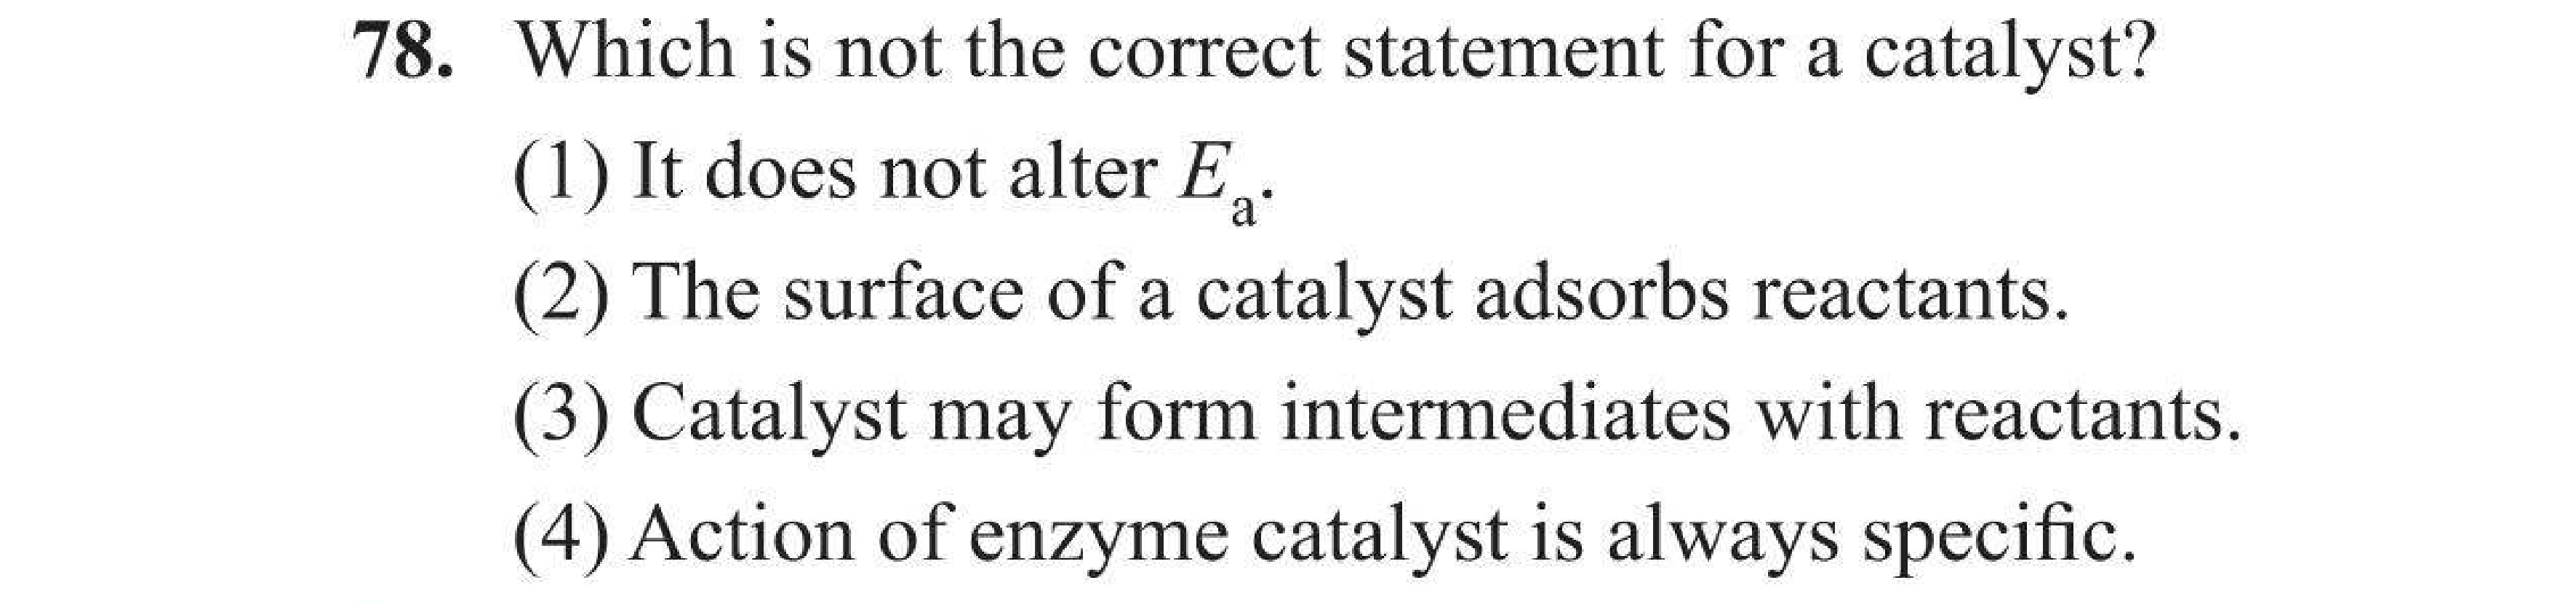 78. Which is not the correct statement for a catalyst?
(1) It does not alter Ea.
(2) The surface of a catalyst adsorbs reactants.
(3) Catalyst may form intermediates with reactants.
(4) Action of enzyme catalyst is always specific.